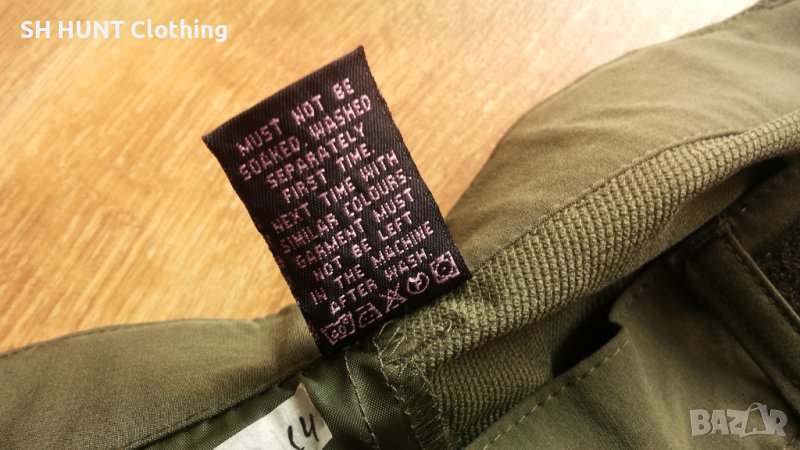 SH HUNT Clothing
MUST NOT BE
SOAKED, WASHED
SEPARATELY
FIRST TIME
NEXT TIME WITH
SIMILAR COLOURS
GARMENT MUST
NOT BE LEFT
IN THE MACHINE
AFTER WASH
BAZAR